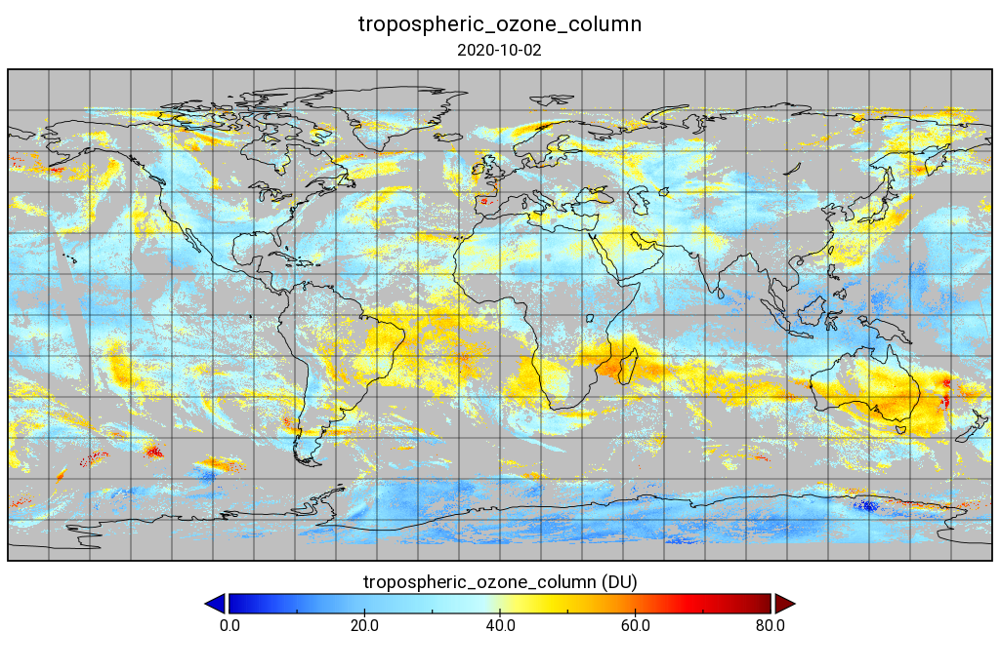 tropospheric_ozone_column
2020-10-02
tropospheric_ozone_column (DU)
0.0 20.0 40.0 60.0 80.0